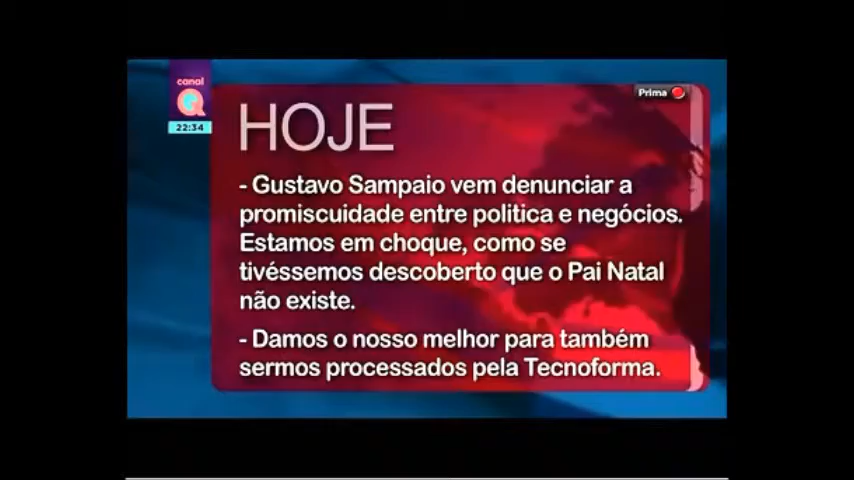 canal
Q
22:34
Prima
HOJE
- Gustavo Sampaio vem denunciar a
promiscuidade entre politica e negócios.
Estamos em choque, como se
tivéssemos descoberto que o Pai Natal
não existe.
- Damos o nosso melhor para também
sermos processados pela Tecnoforma.